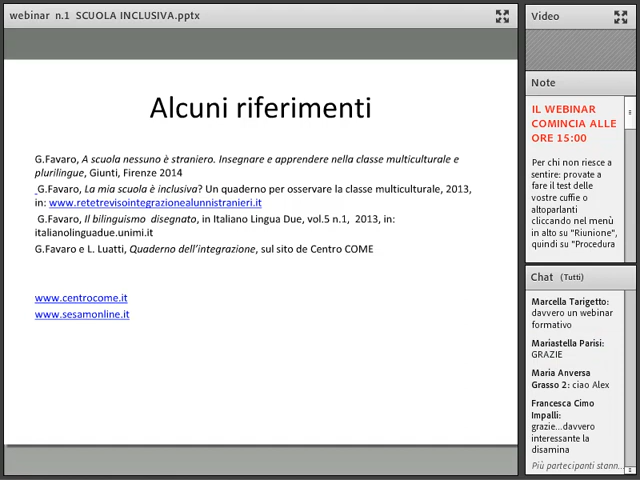 webinar n.1 SCUOLA INCLUSIVA.pptx
Alcuni riferimenti
G.Favaro, A scuola nessuno è straniero. Insegnare e apprendere nella classe multiculturale e
plurilingue, Giunti, Firenze 2014
G.Favaro, La mia scuola è inclusiva? Un quaderno per osservare la classe multiculturale, 2013,
in: www.retetrevisointegrazionealunnistranieri.it
G.Favaro, Il bilinguismo disegnato, in Italiano Lingua Due, vol.5 n.1, 2013, in:
italianolinguadue.unimi.it
G.Favaro e L. Luatti, Quaderno dell'integrazione, sul sito de Centro COME
www.centrocome.it
www.sesamonline.it
Video
Note
IL WEBINAR
COMINCIA ALLE
ORE 15:00
Per chi non riesce a
sentire: provate a
fare il test delle
vostre cuffie o
altoparlanti
cliccando nel menù
in alto su "Riunione",
quindi su "Procedura
Chat (Tutti)
Marcella Tarigetto:
davvero un webinar
formativo
Mariastella Parisi:
GRAZIE
Maria Anversa
Grasso 2: ciao Alex
Francesca Cimo
Impalli:
grazie...davvero
interessante la
disamina
Più partecipanti stann...